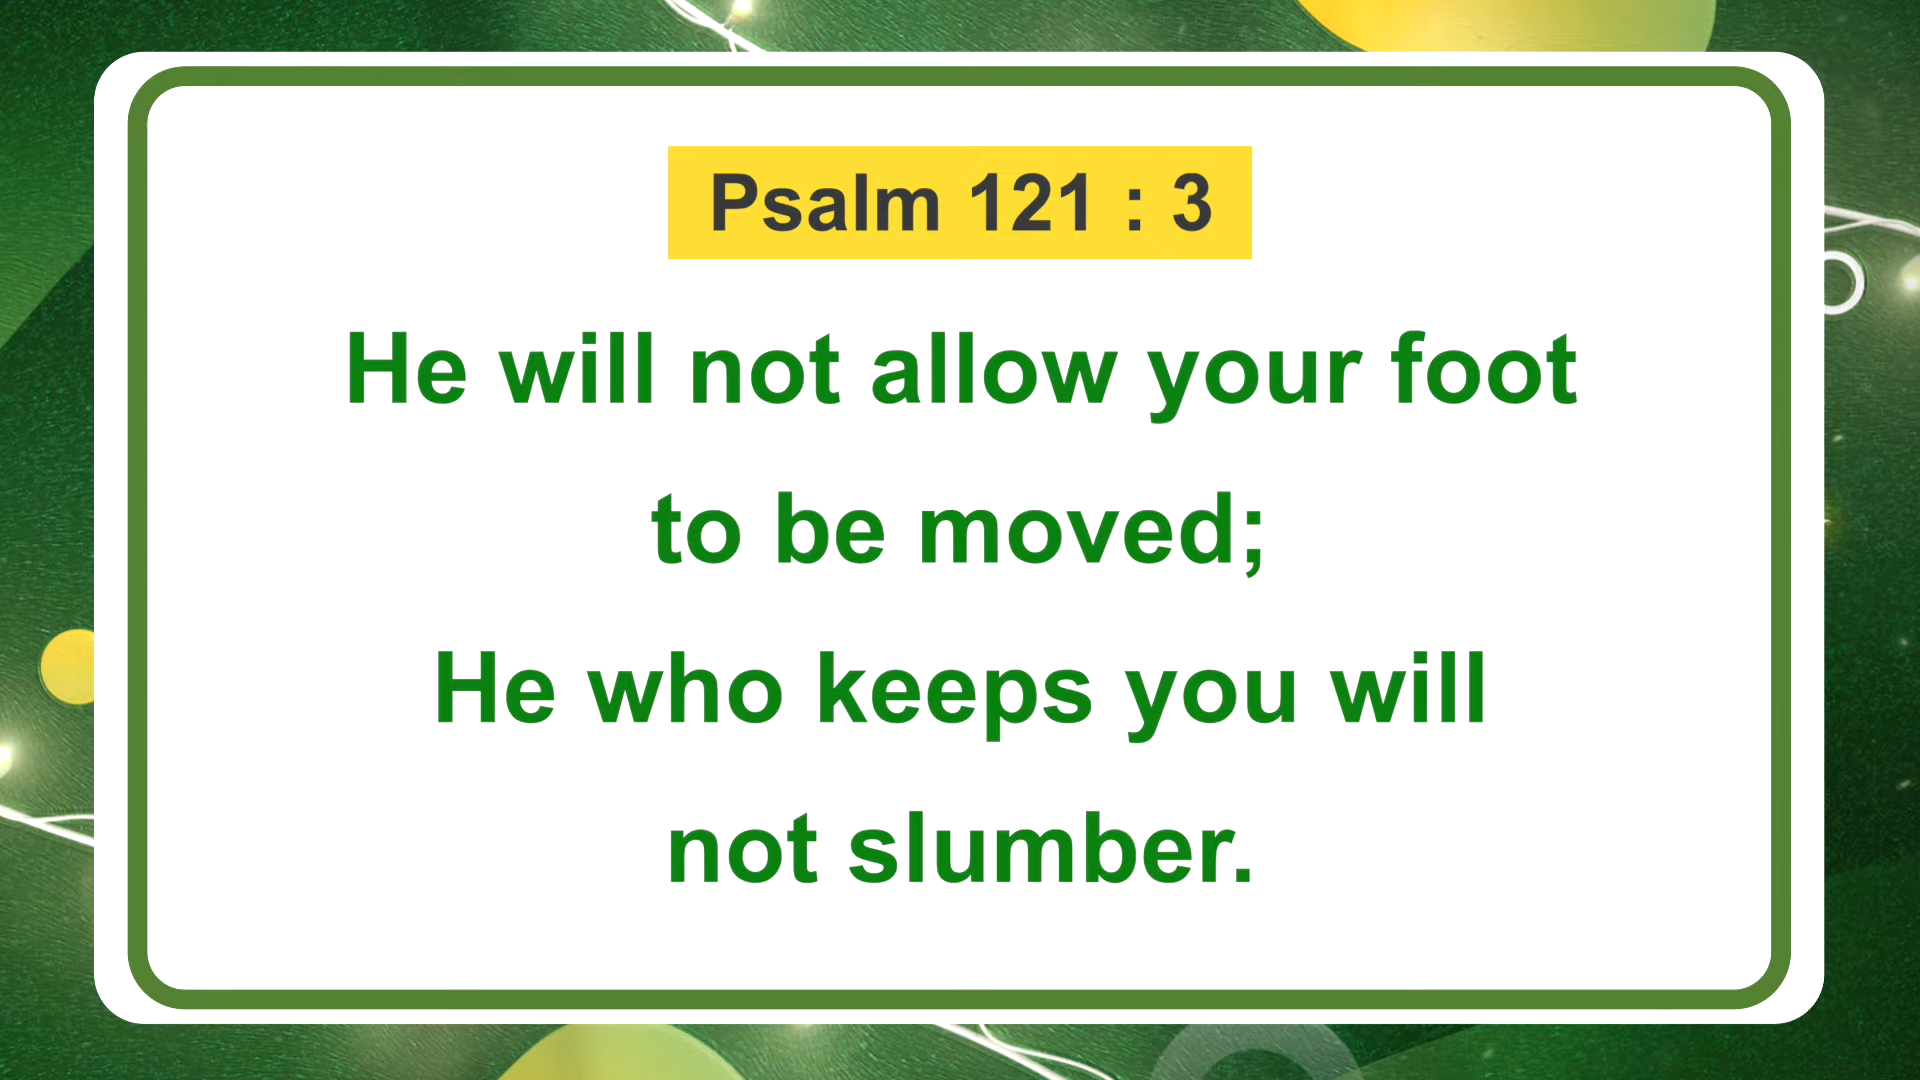 Psalm 121 : 3
He will not allow your foot
to be moved;
He who keeps you will
not slumber.